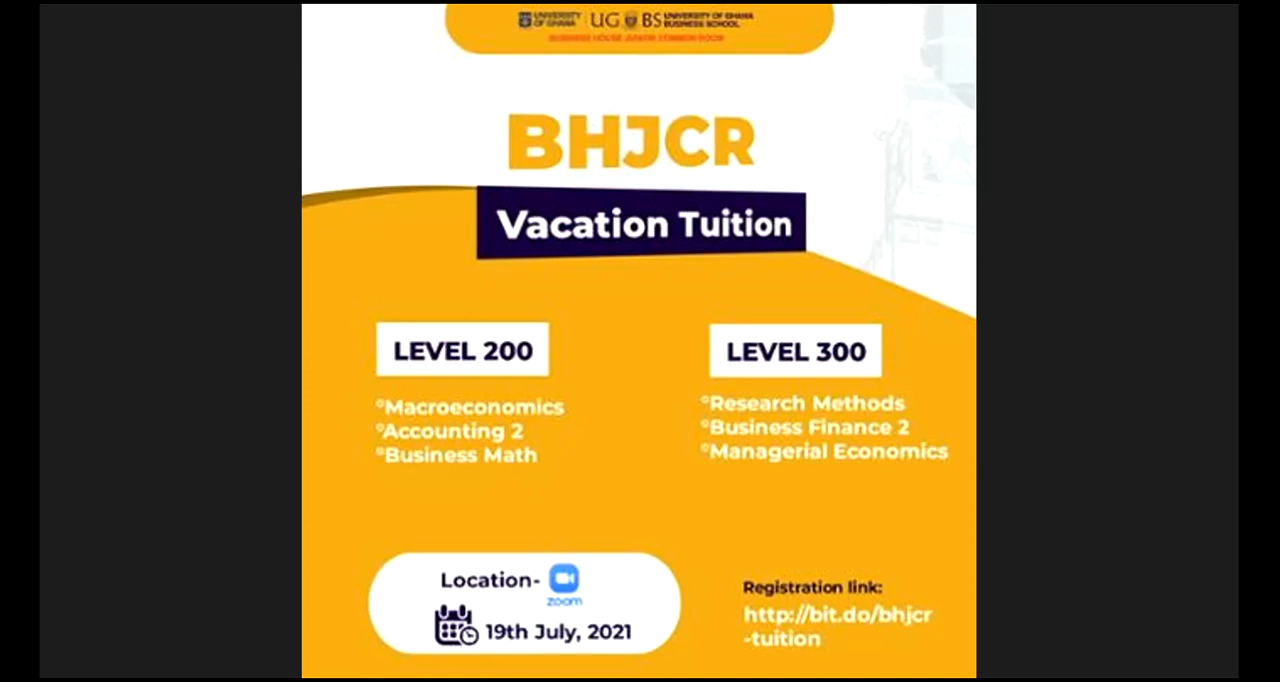 UNIVERSITY OF GHANA
UG BS UNIVERSITY OF GHANA BUSINESS SCHOOL
BUSINESS HOUSE JUNIOR COMMON ROOM
BHJCR
Vacation Tuition
LEVEL 200
°Macroeconomics
°Accounting 2
°Business Math
LEVEL 300
°Research Methods
°Business Finance 2
°Managerial Economics
Location-
zoom
19th July, 2021
Registration link:
http://bit.do/bhjcr
-tuition